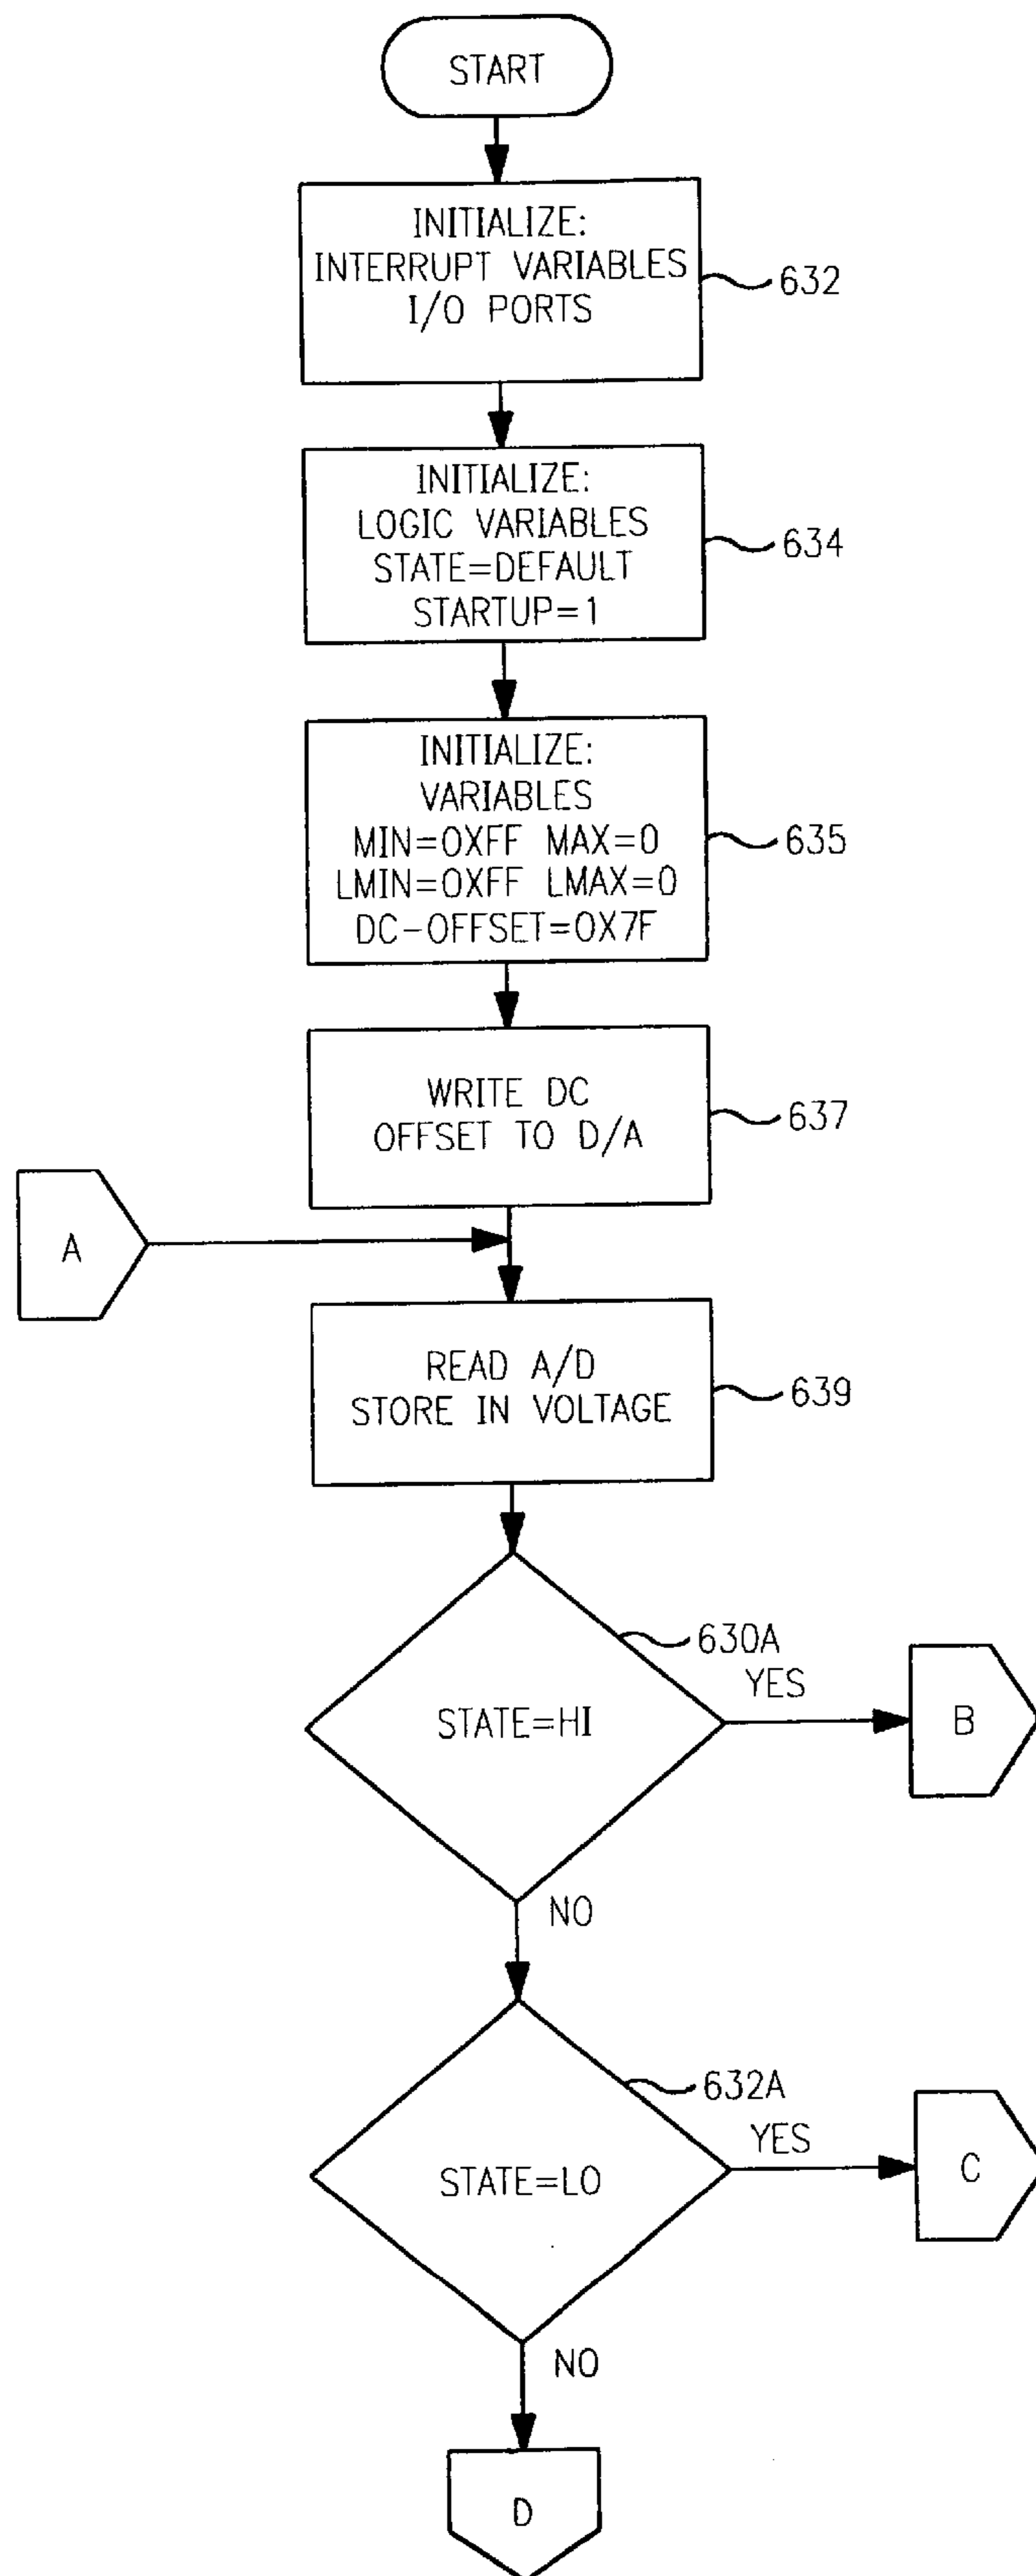 START
INITIALIZE:
INTERRUPT VARIABLES
I/O PORTS
632
INITIALIZE:
LOGIC VARIABLES
STATE=DEFAULT
STARTUP=1
634
INITIALIZE:
VARIABLES
MIN=0XFF MAX=0
LMIN=0XFF LMAX=0
DC-OFFSET=0X7F
635
WRITE DC
OFFSET TO D/A
637
A
READ A/D
STORE IN VOLTAGE
639
630A
STATE=HI
YES
B
NO
632A
STATE=LO
YES
C
NO
D